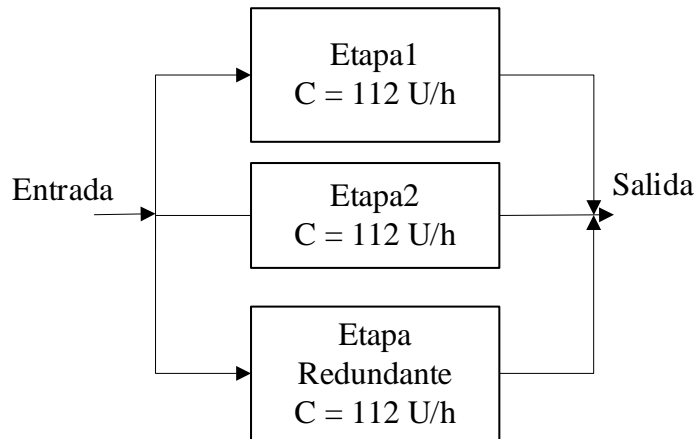 Etapa1
C = 112 U/h
Entrada
Etapa2
C = 112 U/h
Salida
Etapa
Redundante
C = 112 U/h